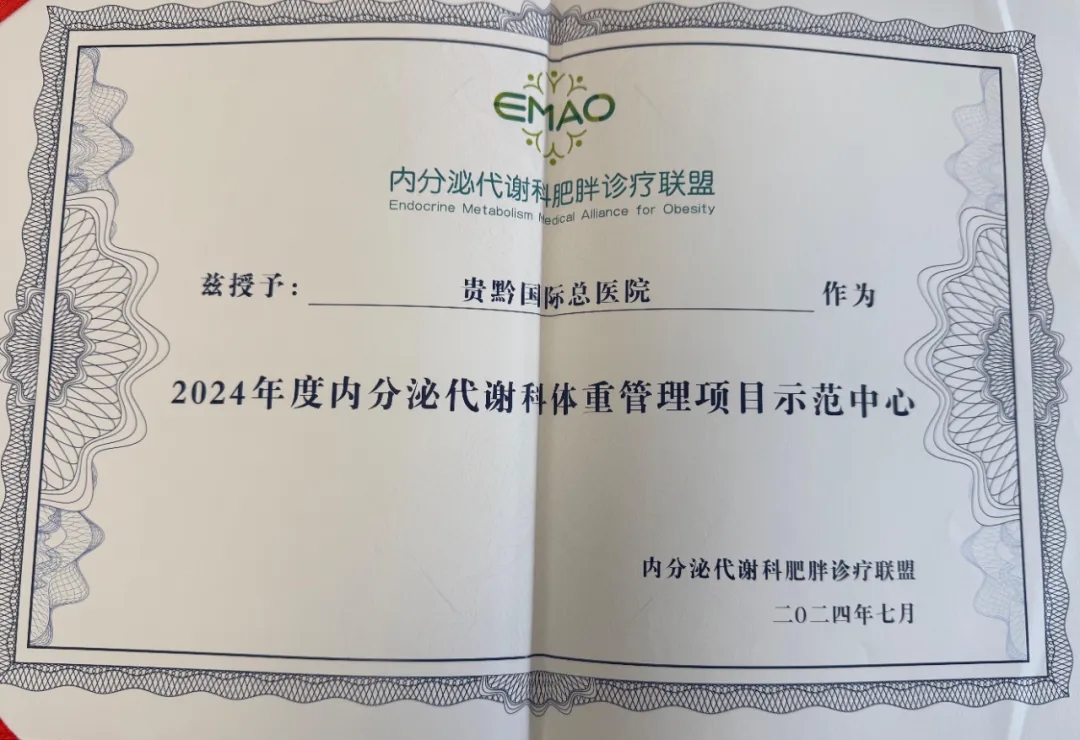 EMAO
内分泌代谢科肥胖诊疗联盟
Endocrine Metabolism Medical Alliance for Obesity
兹授予： 贵黔国际总医院 作为
2024年度内分泌代谢科体重管理项目示范中心
内分泌代谢科肥胖诊疗联盟
二〇二四年七月